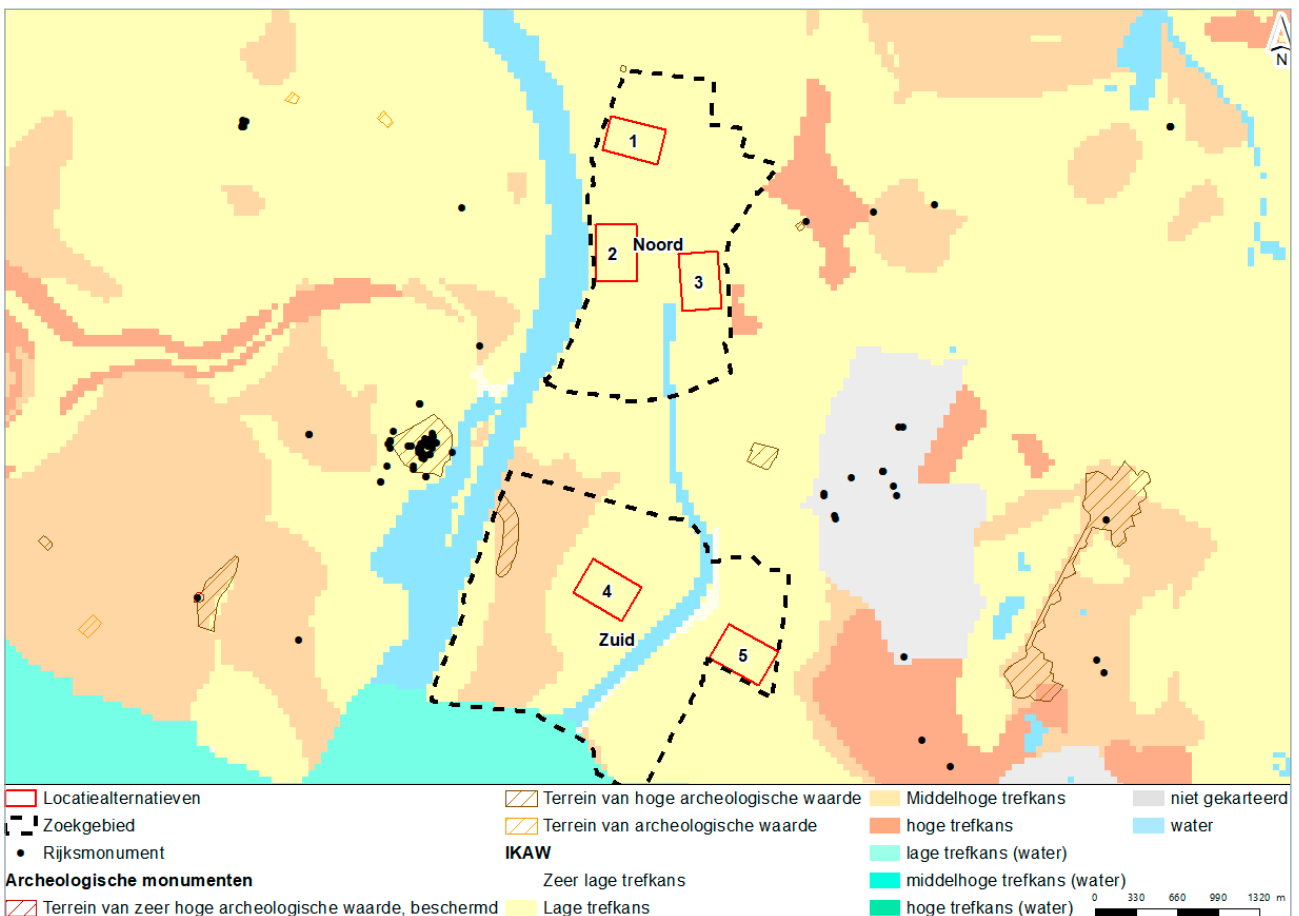 N
1
2
Noord
3
4
Zuid
5
Locatiealternatieven
Zoekgebied
Rijksmonument
Archeologische monumenten
Terrein van zeer hoge archeologische waarde, beschermd
Terrein van hoge archeologische waarde
Terrein van archeologische waarde
IKAW
Zeer lage trefkans
Lage trefkans
Middelhoge trefkans
hoge trefkans
lage trefkans (water)
middelhoge trefkans (water)
hoge trefkans (water)
niet gekarteerd
water
0 330 660 990 1320 m